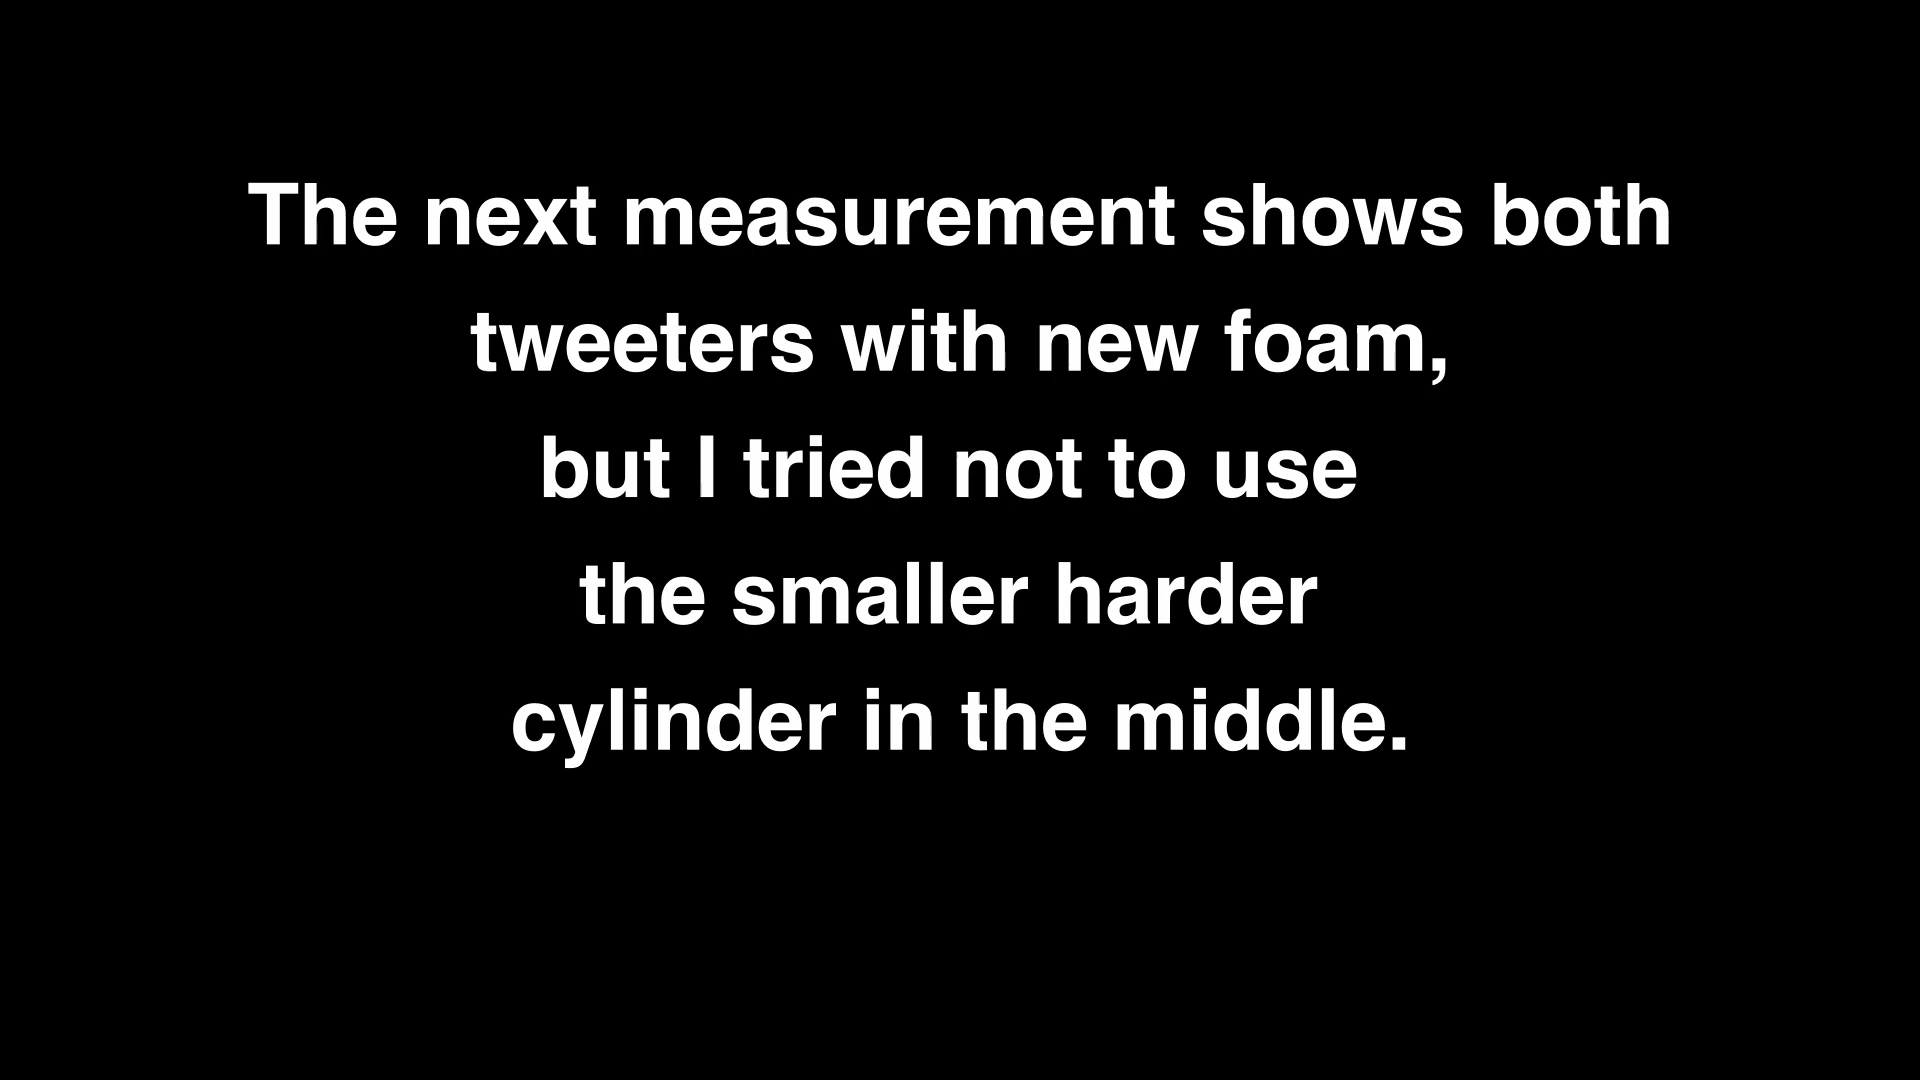 The next measurement shows both
tweeters with new foam,
but I tried not to use
the smaller harder
cylinder in the middle.